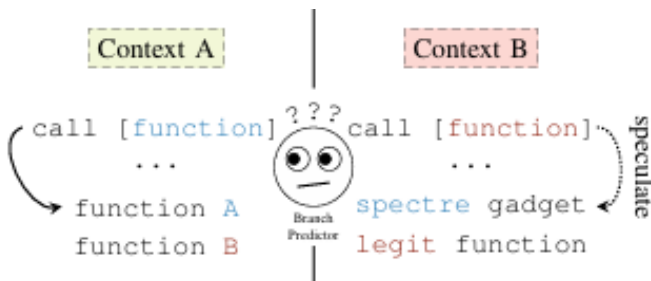 Context A
Context B
? ? ?
call [function]
call [function]
...
...
speculate
function A
spectre gadget
Branch
Predictor
function B
legit function